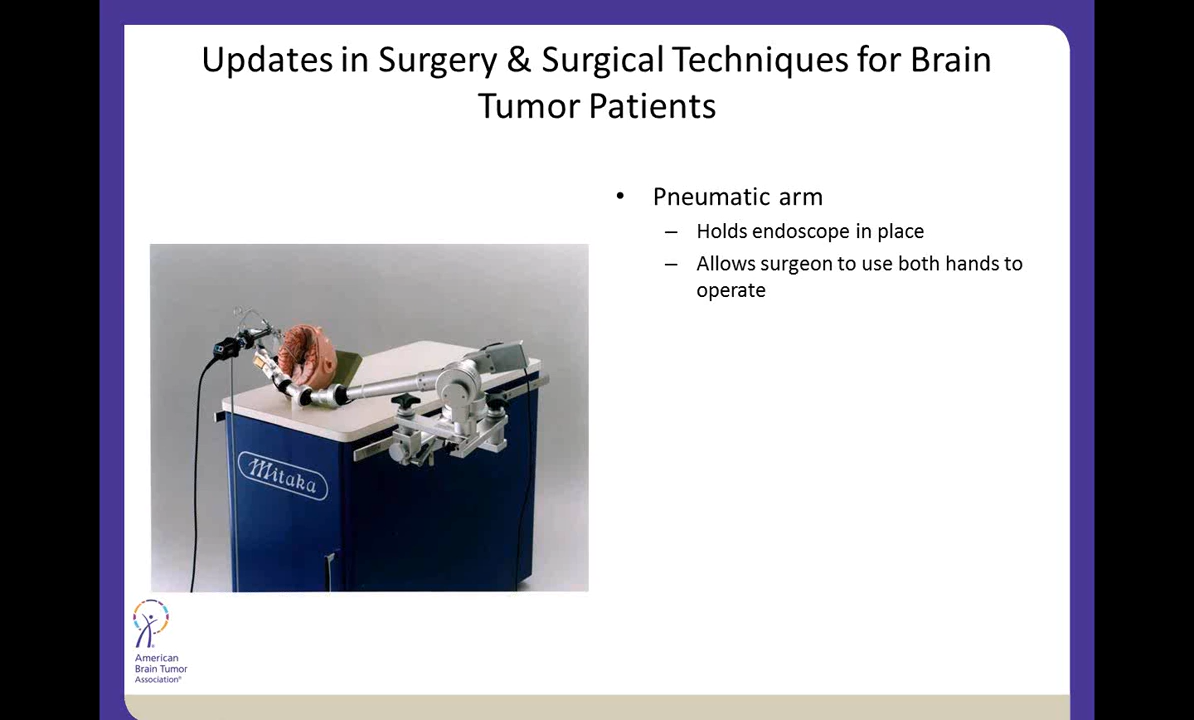 Updates in Surgery & Surgical Techniques for Brain
Tumor Patients
• Pneumatic arm
– Holds endoscope in place
– Allows surgeon to use both hands to
operate
Mitaka
American
Brain Tumor
Association®